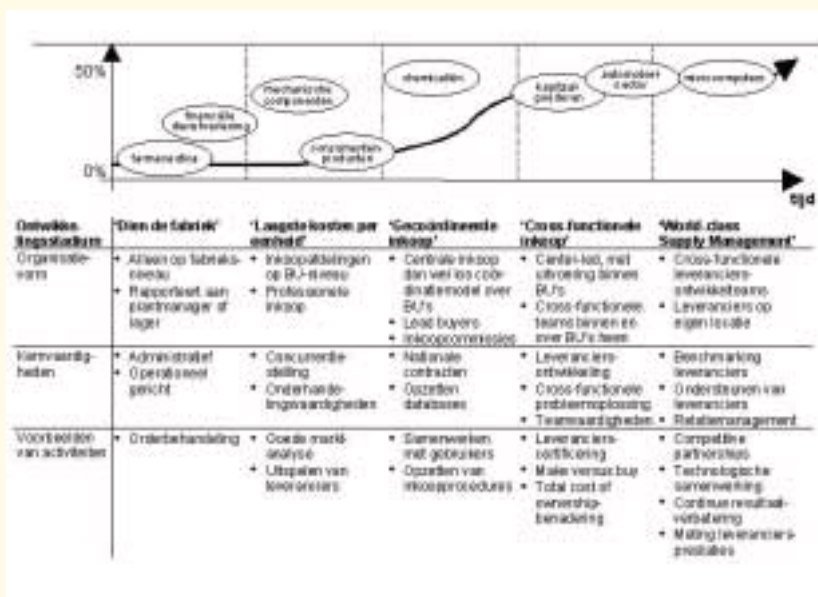 50%
0%
tijd
farmaceutica
financiële
dienstverlening
mechanische
componenten
consumenten-
producten
chemicaliën
kapitaal-
goederen
automobiel-
sector
microcomputers
Ontwikke-
lingsstadium
'Dien de fabriek'
'Laagste kosten per
eenheid'
'Gecoördineerde
inkoop'
'Cross-functionele
inkoop'
'World-class
Supply Management'
Organisatie-
vorm
• Alleen op fabrieks-
niveau
• Rapporteert aan
plantmanager of
lager
• Inkoopafdelingen
op BU-niveau
• Professionele
inkoop
• Centrale inkoop
dan wel los coör-
dinatiemodel over
BU's
• Lead buyers
• Inkoopcommissies
• Center-led, met
uitvoering binnen
BU's
• Cross-functionele
teams binnen en
over BU's heen
• Cross-functionele
leveranciers-
ontwikkelteams
• Leveranciers op
eigen locatie
Kernvaardig-
heden
• Administratief
• Operationeel
gericht
• Concurrentie-
stelling
• Onderhande-
lingsvaardigheden
• Nationale
contracten
• Opzetten
databases
• Leveranciers-
ontwikkeling
• Cross-functionele
probleemoplossing
• Teamvaardigheden
• Benchmarking
leveranciers
• Ondersteunen van
leveranciers
• Relatiemanagement
Voorbeelden
van activiteiten
• Orderbehandeling
• Goede markt-
analyse
• Uitspelen van
leveranciers
• Samenwerken
met gebruikers
• Opzetten van
inkoopprocedures
• Leveranciers-
certificering
• Make versus buy
• Total cost of
ownership-
benadering
• Competitive
partnerships
• Technologische
samenwerking
• Continue resultaat-
verbetering
• Meting leveranciers-
prestaties